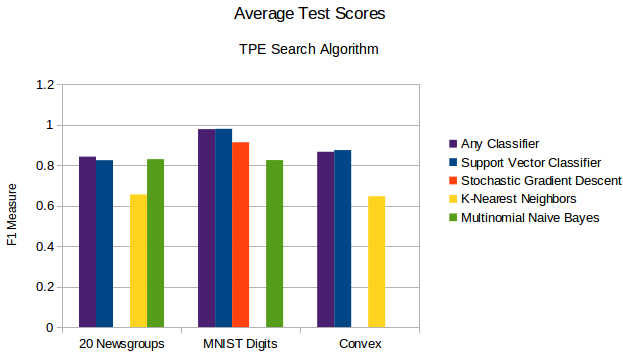 Average Test Scores
TPE Search Algorithm
1.2
1
0.8
0.6
0.4
0.2
0
F1 Measure
20 Newsgroups
MNIST Digits
Convex
Any Classifier
Support Vector Classifier
Stochastic Gradient Descent
K-Nearest Neighbors
Multinomial Naive Bayes